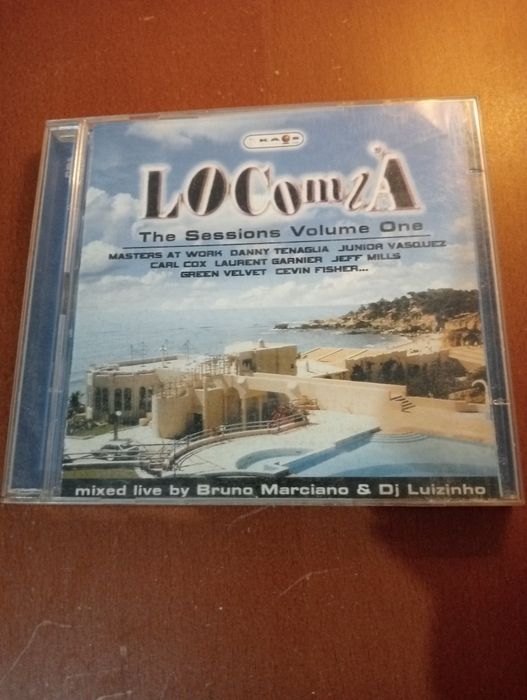 KAOS
LOComiA
The Sessions Volume One
MASTERS AT WORK DANNY TENAGLIA JUNIOR VASQUEZ
CARL COX LAURENT GARNIER JEFF MILLS
GREEN VELVET CEVIN FISHER...
mixed live by Bruno Marciano & Dj Luizinho